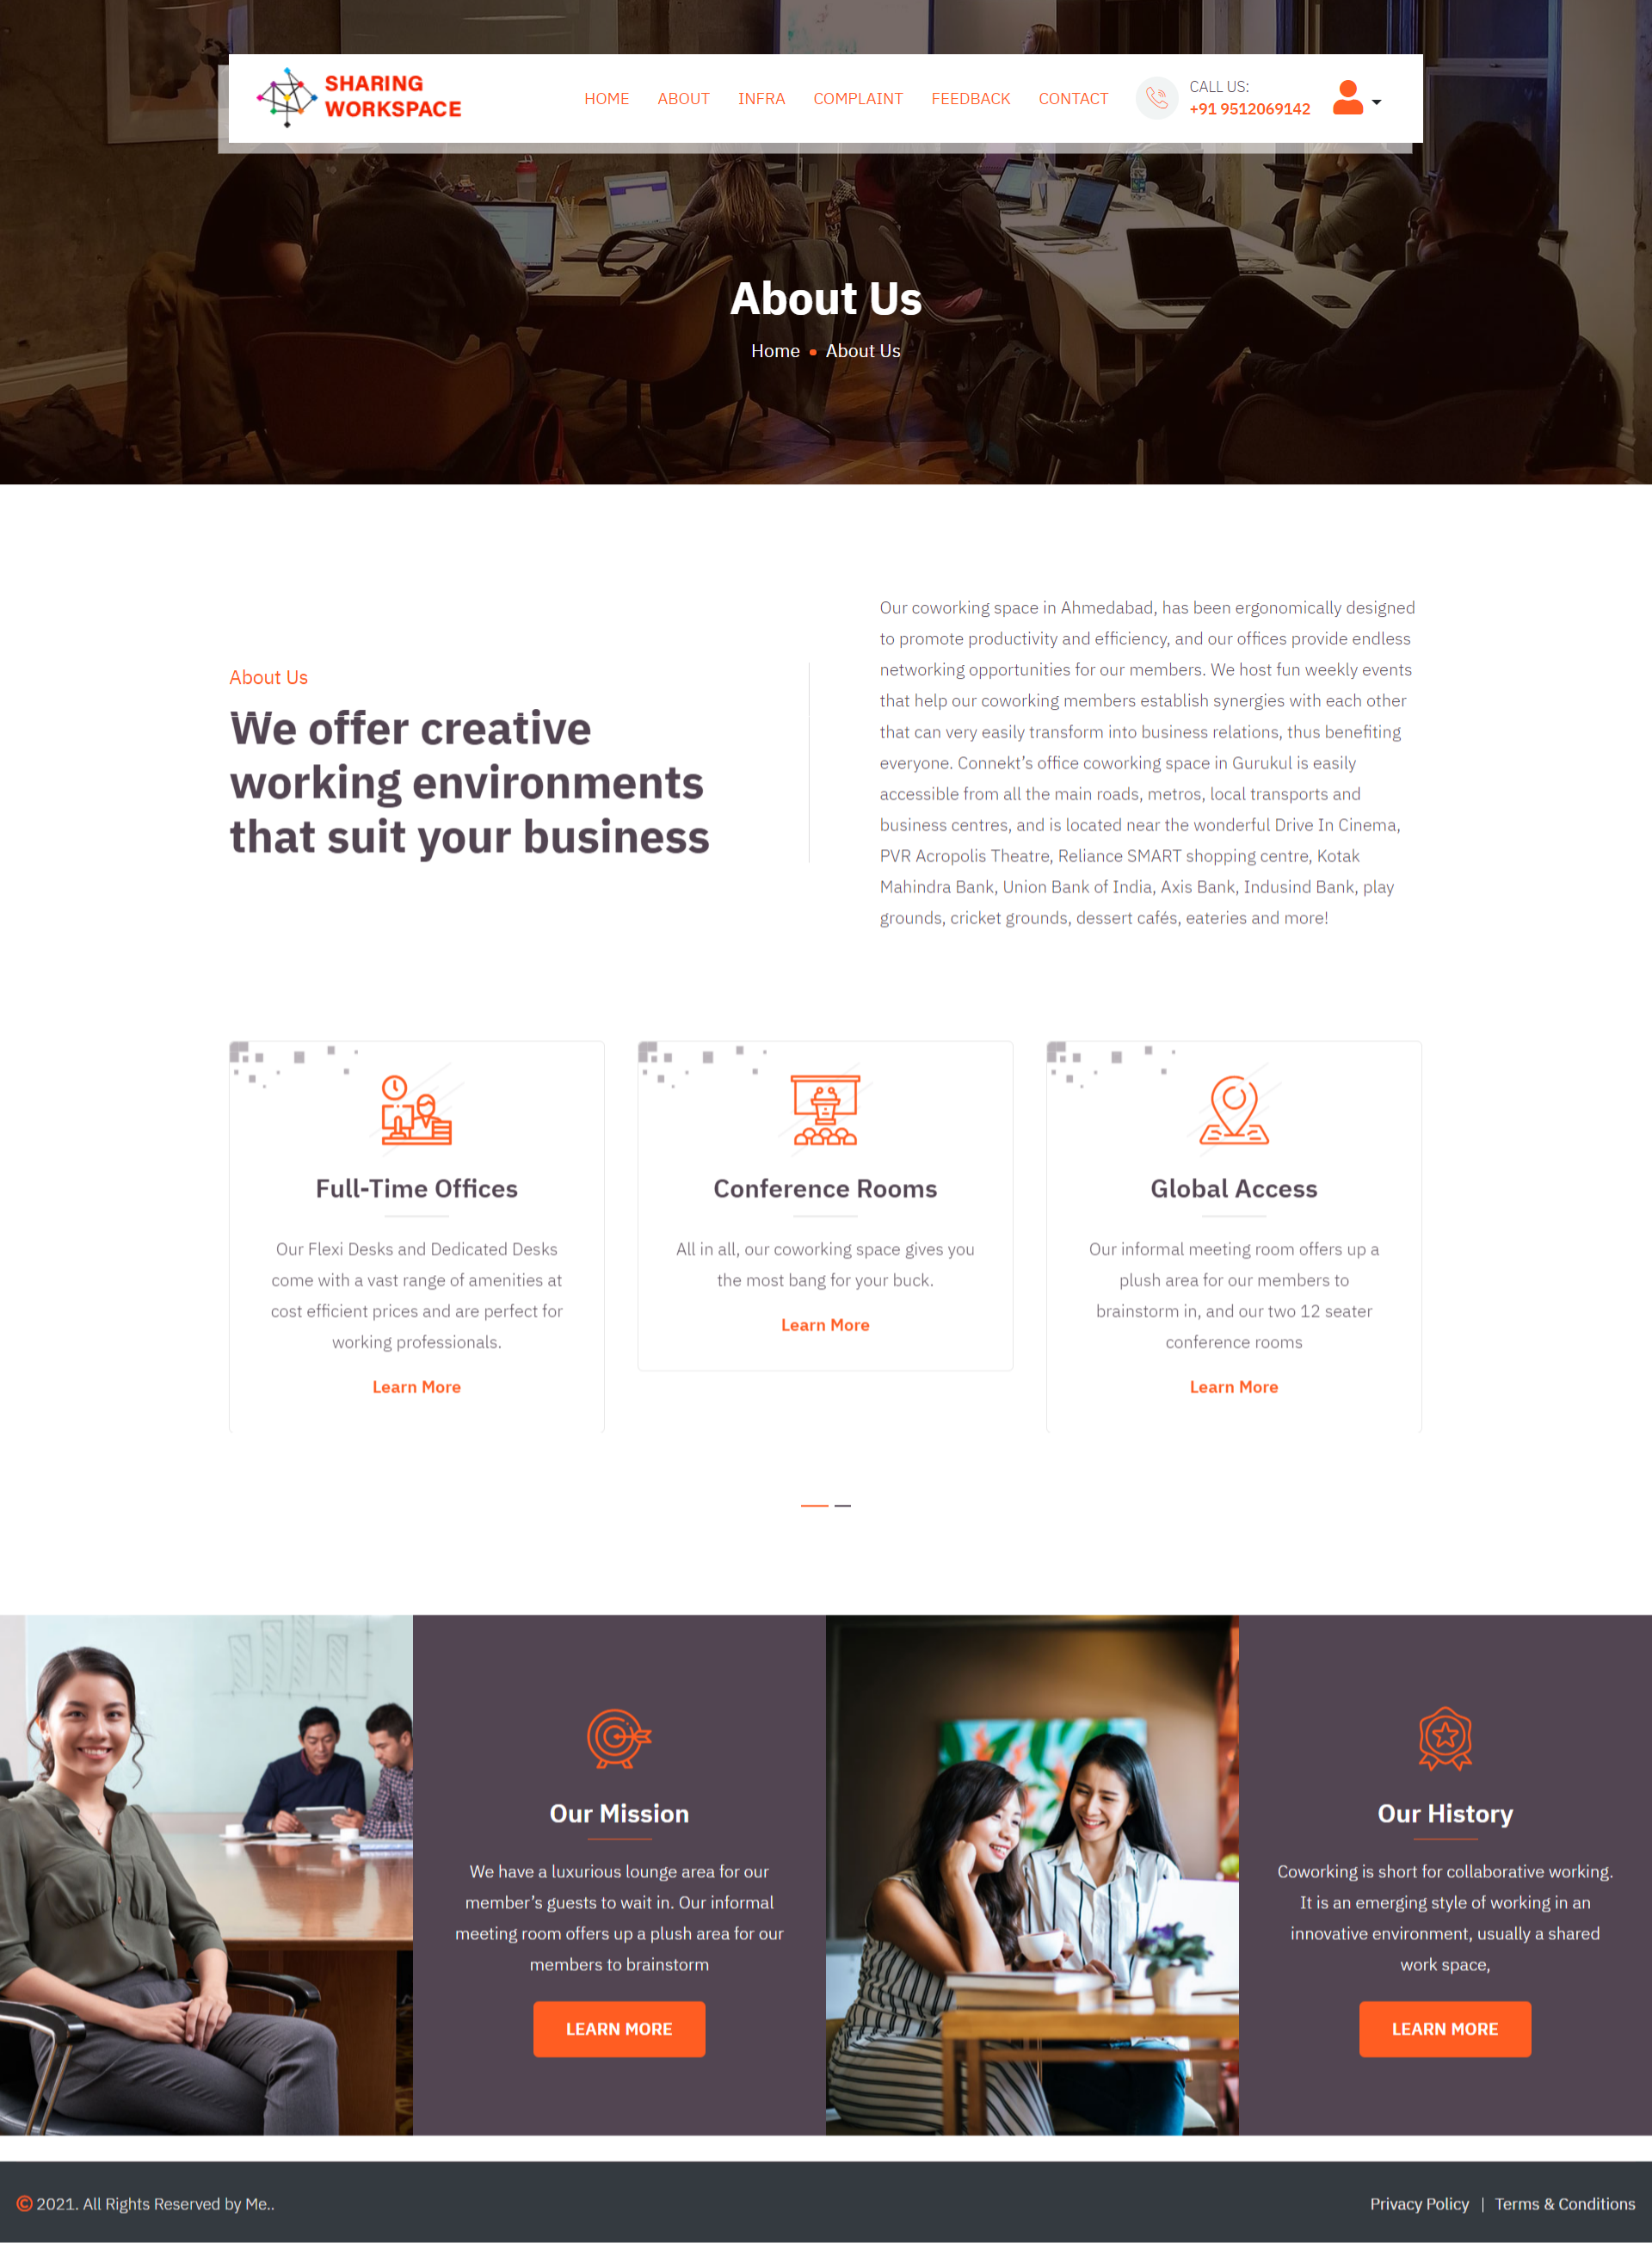 SHARING
WORKSPACE
HOME ABOUT INFRA COMPLAINT FEEDBACK CONTACT
CALL US:
+91 9512069142
About Us
Home About Us
About Us
We offer creative
working environments
that suit your business
Our coworking space in Ahmedabad, has been ergonomically designed
to promote productivity and efficiency, and our offices provide endless
networking opportunities for our members. We host fun weekly events
that help our coworking members establish synergies with each other
that can very easily transform into business relations, thus benefiting
everyone. Connekt’s office coworking space in Gurukul is easily
accessible from all the main roads, metros, local transports and
business centres, and is located near the wonderful Drive In Cinema,
PVR Acropolis Theatre, Reliance SMART shopping centre, Kotak
Mahindra Bank, Union Bank of India, Axis Bank, Indusind Bank, play
grounds, cricket grounds, dessert cafés, eateries and more!
Full-Time Offices
Our Flexi Desks and Dedicated Desks
come with a vast range of amenities at
cost efficient prices and are perfect for
working professionals.
Learn More
Conference Rooms
All in all, our coworking space gives you
the most bang for your buck.
Learn More
Global Access
Our informal meeting room offers up a
plush area for our members to
brainstorm in, and our two 12 seater
conference rooms
Learn More
Our Mission
We have a luxurious lounge area for our
member’s guests to wait in. Our informal
meeting room offers up a plush area for our
members to brainstorm
LEARN MORE
Our History
Coworking is short for collaborative working.
It is an emerging style of working in an
innovative environment, usually a shared
work space,
LEARN MORE
© 2021. All Rights Reserved by Me..
Privacy Policy | Terms & Conditions